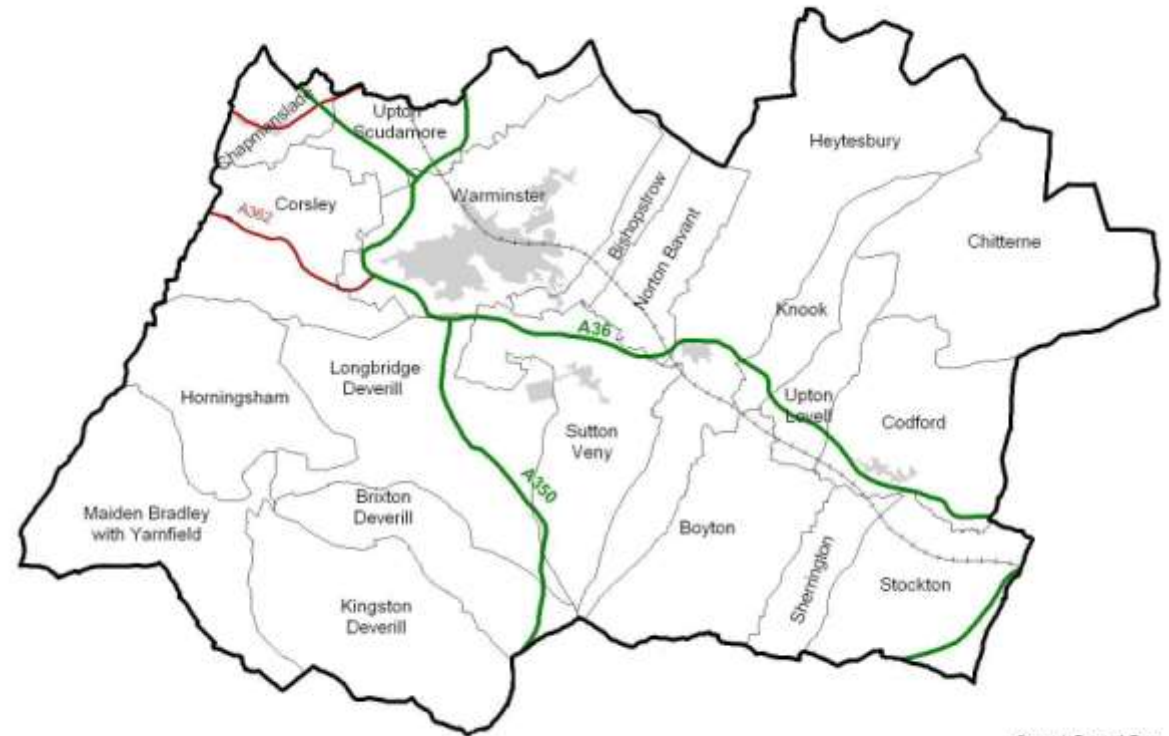 Chapmanslade
Upton
Scudamore
Heytesbury
Warminster
Corsley
A362
Bishopstrow
Norton Bavant
Chitterne
Knook
A36
Longbridge
Deverill
Horningsham
Upton
Lovell
Codford
Sutton
Veny
A350
Brixton
Deverill
Maiden Bradley
with Yarnfield
Boyton
Sherrington
Stockton
Kingston
Deverill